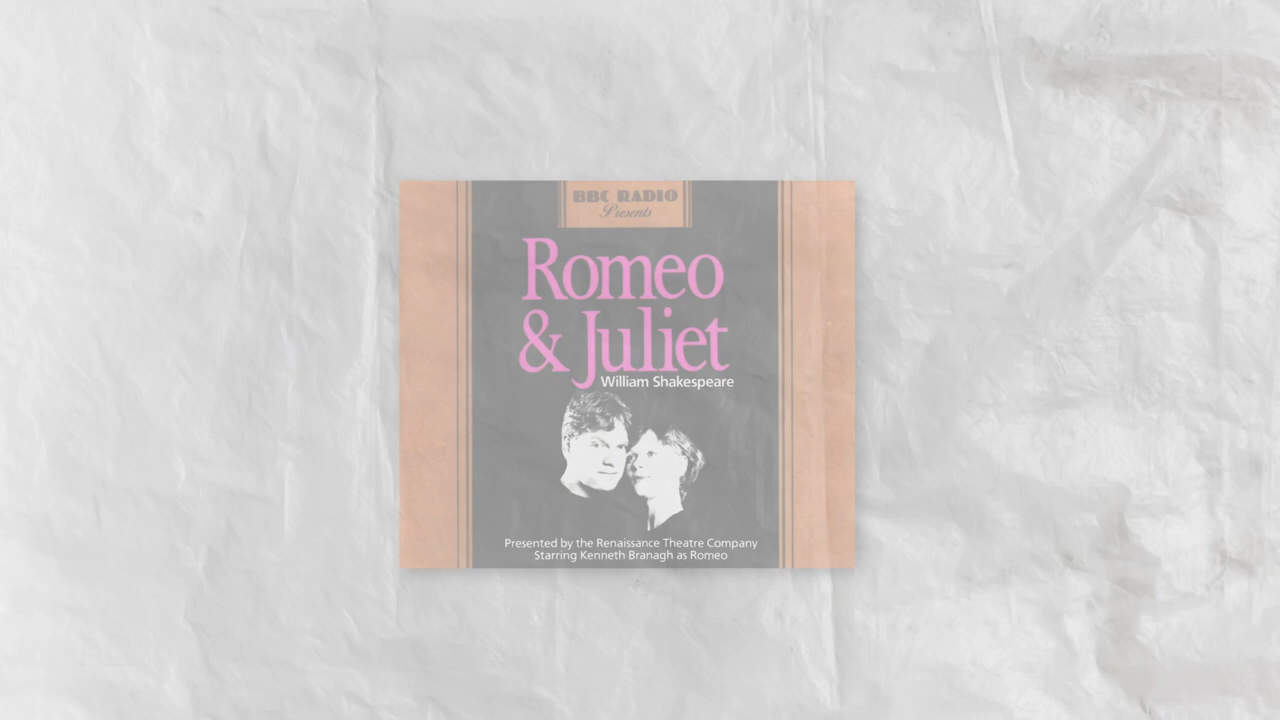 BBC RADIO
Presents
Romeo
& Juliet
William Shakespeare
Presented by the Renaissance Theatre Company
Starring Kenneth Branagh as Romeo